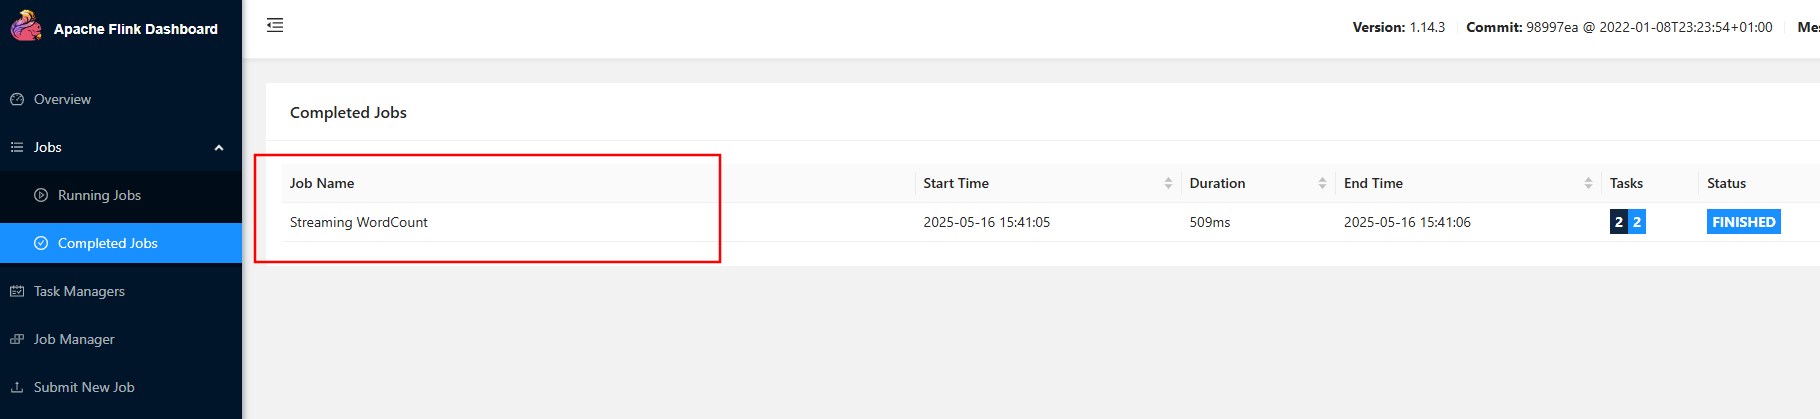 Apache Flink Dashboard
Version: 1.14.3 Commit: 98997ea @ 2022-01-08T23:23:54+01:00
Overview
Jobs
Running Jobs
Completed Jobs
Task Managers
Job Manager
Submit New Job
Completed Jobs
Job Name Start Time Duration End Time Tasks Status
Streaming WordCount 2025-05-16 15:41:05 509ms 2025-05-16 15:41:06 2 2 FINISHED